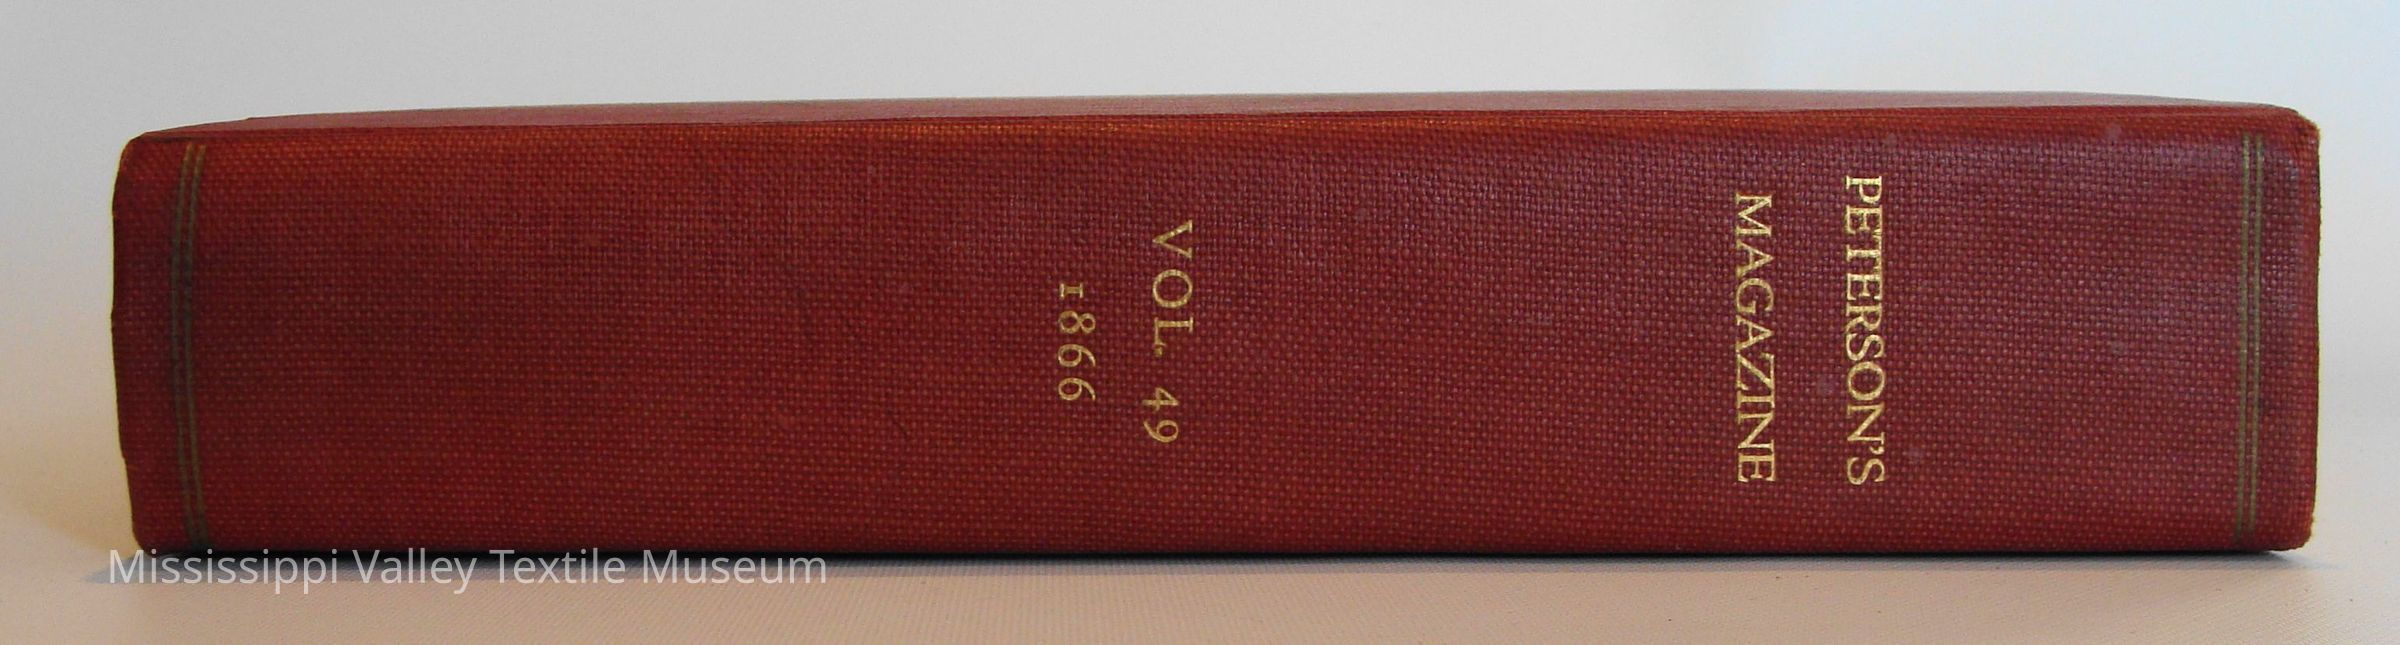 PETERSON'S
MAGAZINE
VOL. 49
1866
Mississippi Valley Textile Museum